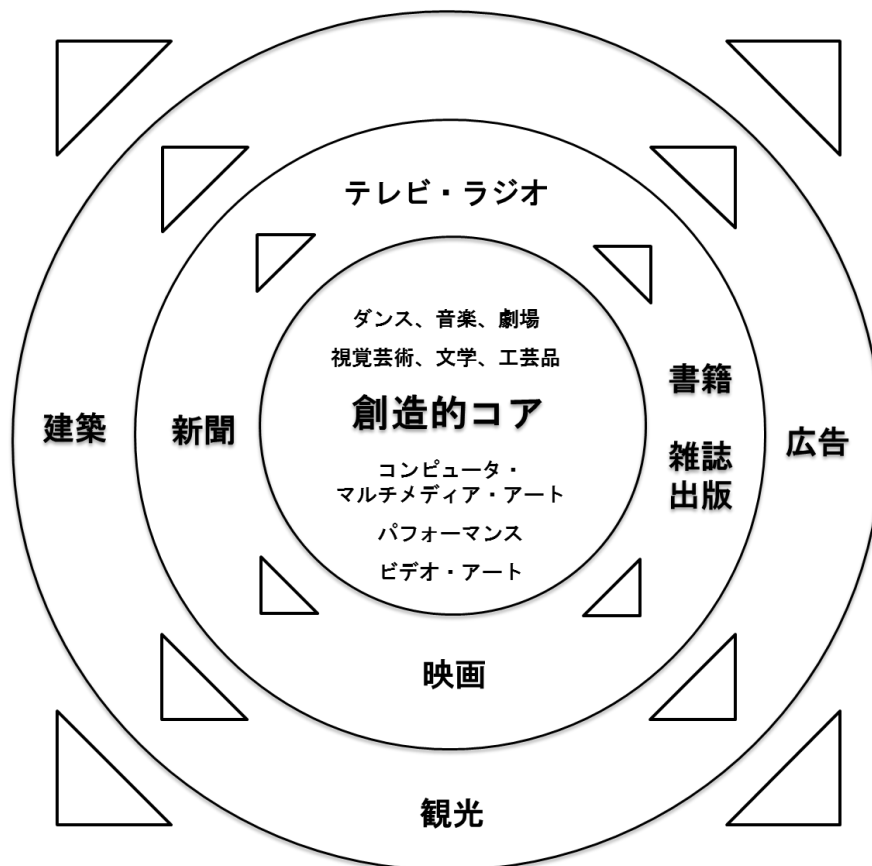 テレビ・ラジオ
ダンス、音楽、劇場
視覚芸術、文学、工芸品
創造的コア
コンピュータ・
マルチメディア・アート
パフォーマンス
ビデオ・アート
建築
新聞
書籍
雑誌
出版
広告
映画
観光